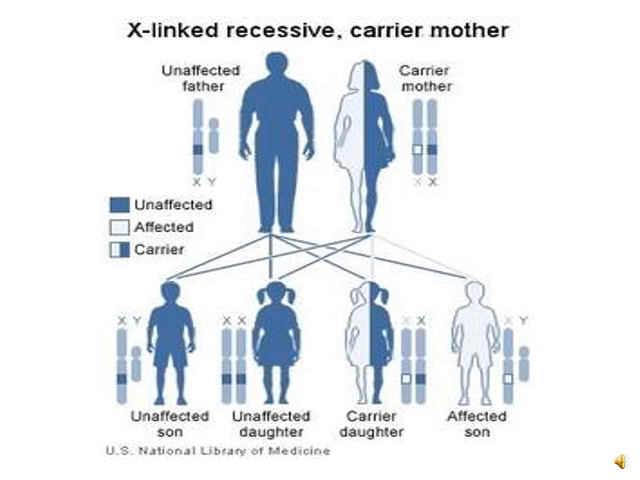 X-linked recessive, carrier mother
Unaffected father
Carrier mother
X Y
X X
Unaffected
Affected
Carrier
X Y
X X
X X
X Y
Unaffected son
Unaffected daughter
Carrier daughter
Affected son
U.S. National Library of Medicine